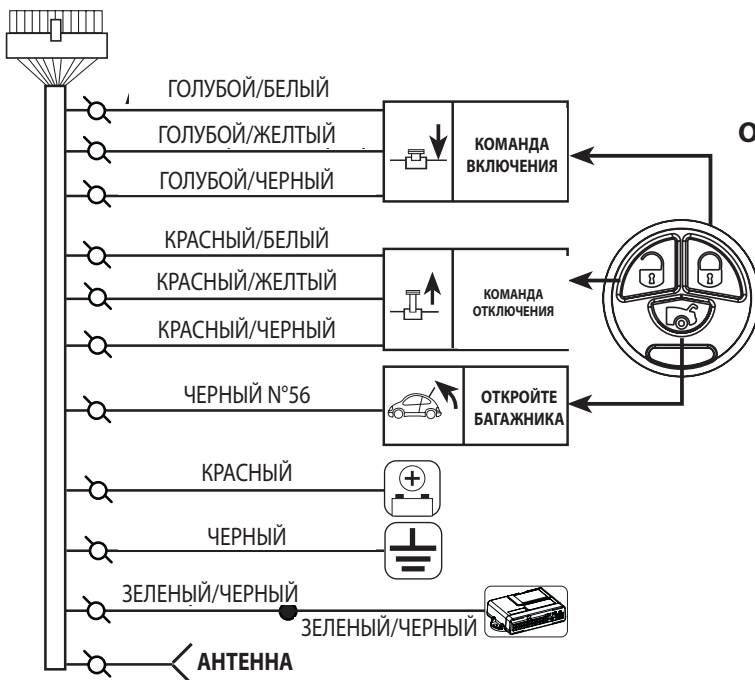 ГОЛУБОЙ/БЕЛЫЙ
ГОЛУБОЙ/ЖЕЛТЫЙ
ГОЛУБОЙ/ЧЕРНЫЙ
КОМАНДА
ВКЛЮЧЕНИЯ
О
КРАСНЫЙ/БЕЛЫЙ
КРАСНЫЙ/ЖЕЛТЫЙ
КРАСНЫЙ/ЧЕРНЫЙ
КОМАНДА
ОТКЛЮЧЕНИЯ
ЧЕРНЫЙ N°56
ОТКРОЙТЕ
БАГАЖНИКА
КРАСНЫЙ
ЧЕРНЫЙ
ЗЕЛЕНЫЙ/ЧЕРНЫЙ
ЗЕЛЕНЫЙ/ЧЕРНЫЙ
АНТЕННА